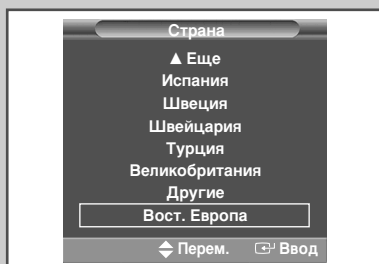 Страна
▲ Еще
Испания
Швеция
Швейцария
Турция
Великобритания
Другие
Вост. Европа
Перем. Ввод